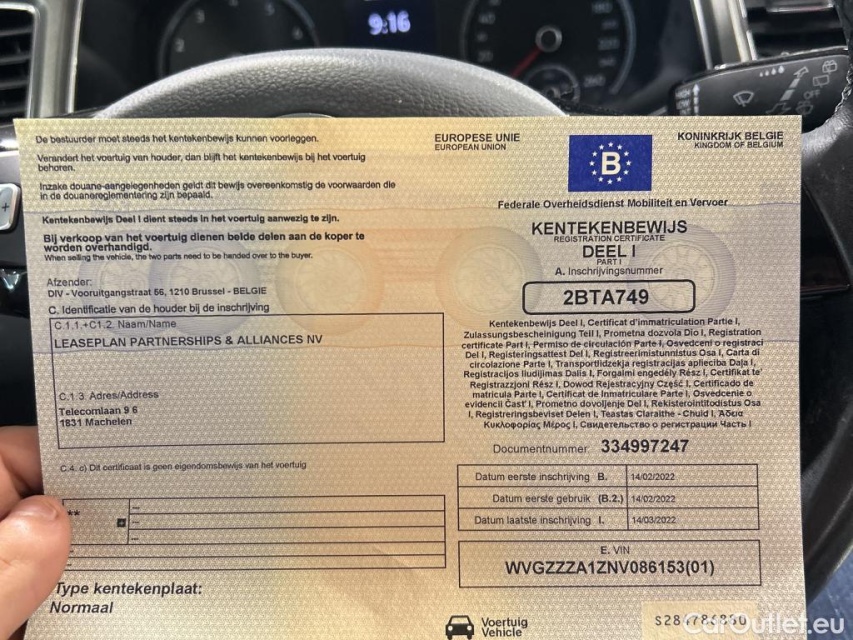 9:16
De bestuurder moet steeds het kentekenbewijs kunnen voorleggen.
Verandert het voertuig van houder, dan blijft het kentekenbewijs bij het voertuig
behoren.
Inzake douane-aangelegenheden geldt dit bewijs overeenkomstig de voorwaarden die
in de douanereglementering zijn bepaald.
Kentekenbewijs Deel I dient steeds in het voertuig aanwezig te zijn.
Bij verkoop van het voertuig dienen beide delen aan de koper te
worden overhandigd.
When selling the vehicle, the two parts need to be handed over to the buyer.
Afzender:
DIV - Vooruitgangstraat 56, 1210 Brussel - BELGIE
C. Identificatie van de houder bij de inschrijving
C.1.1.+C1.2. Naam/Name
LEASEPLAN PARTNERSHIPS & ALLIANCES NV
C.1.3. Adres/Address
Telecomlaan 9 6
1831 Machelen
C.4. c) Dit certificaat is geen eigendomsbewijs van het voertuig
**
Type kentekenplaat:
Normaal
EUROPESE UNIE
EUROPEAN UNION
B
KONINKRIJK BELGIE
KINGDOM OF BELGIUM
Federale Overheidsdienst Mobiliteit en Vervoer
KENTEKENBEWIJS
REGISTRATION CERTIFICATE
DEEL I
PART I
A. Inschrijvingsnummer
2BTA749
Kentekenbewijs Deel I, Certificat d'immatriculation Partie I,
Zulassungsbescheinigung Teil I, Prometna dozvola Dio I, Registration
certificate Part I, Permiso de circulación Parte I, Osvedceni o registraci
Del I, Registeringsattest Del I, Registreerimistunnistus Osa I, Carta di
circolazione Parte I, Transportlidzekla registracijas aplieciba Daļa I,
Registracijos liudijimas Dalis I, Forgalmi engedély Rész I, Certifikat te'
Registrazzjoni Rész I, Dowod Rejestracyjny Część I, Certificado de
matricula Parte I, Certificado de Inmatriculare Parte I, Osvedcenie o
evidencii Časť I, Prometno dovoljenje Del I, Rekisterointitodistus Osa
I, Registreringsbeviset Delen I, Teastas Claraithe - Chuid I, Άδεια
Κυκλοφορίας Μέρος I, Свидетельство о регистрации Часть I
Documentnummer: 334997247
Datum eerste inschrijving B. 14/02/2022
Datum eerste gebruik (B.2.) 14/02/2022
Datum laatste inschrijving I. 14/03/2022
E. VIN
WVGZZZA1ZNV086153(01)
Voertuig
Vehicle
CarOutlet.eu